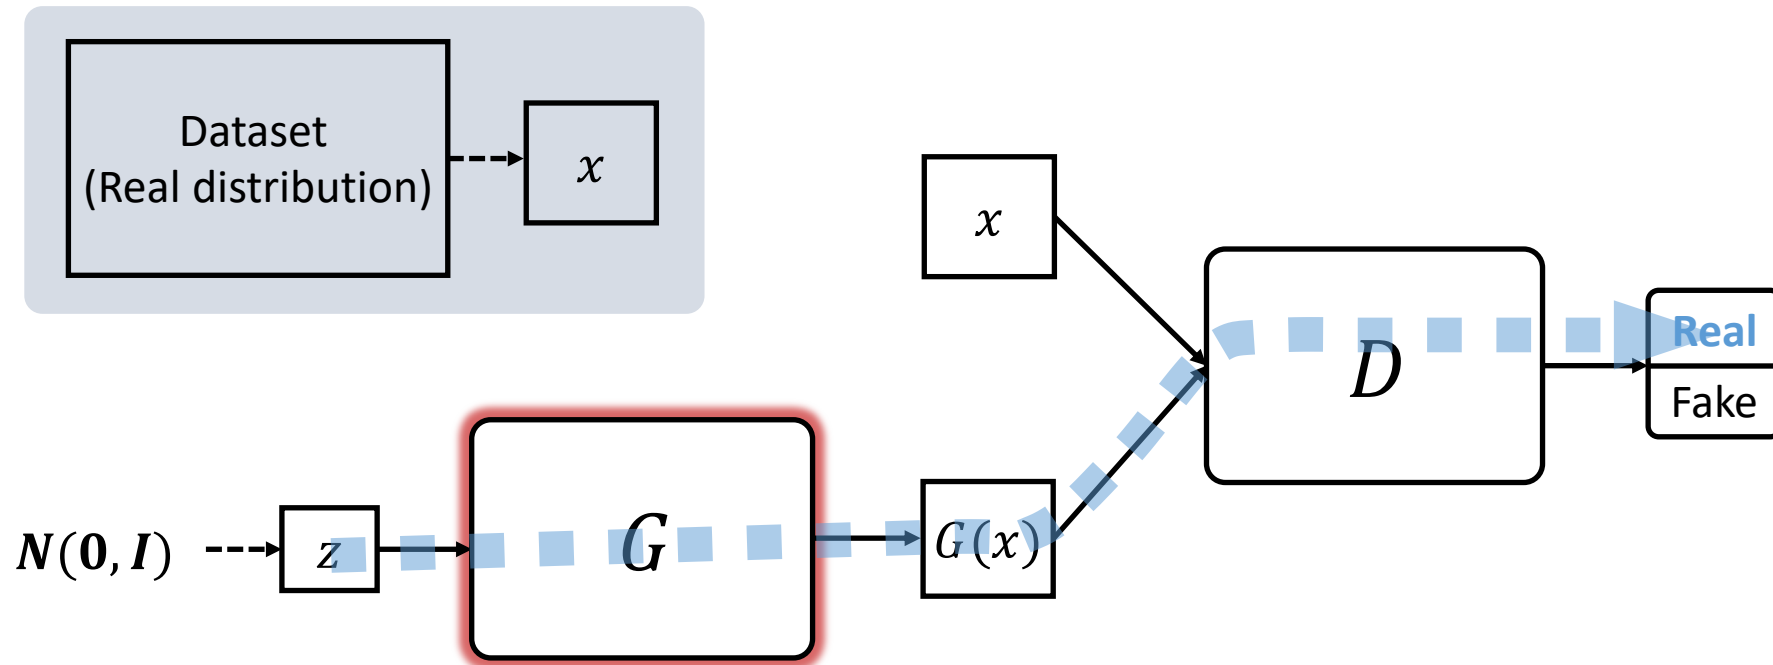 Dataset
(Real distribution)
x
x
D
Real
Fake
N(0, I)
z
G
G(x)